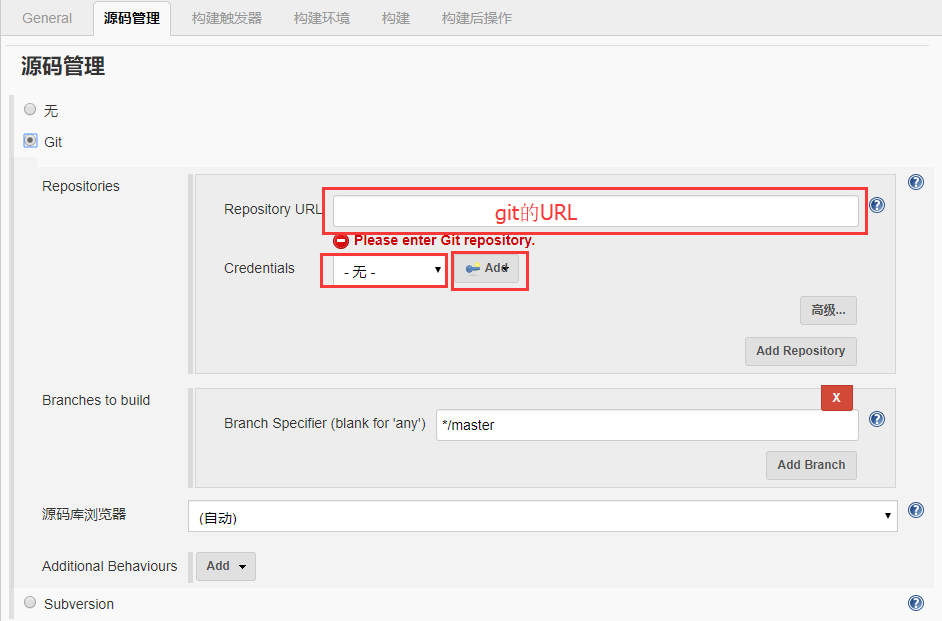 General 源码管理 构建触发器 构建环境 构建 构建后操作
源码管理
无
Git
Repositories
Repository URL git的URL
Please enter Git repository.
Credentials - 无 - Add
高级...
Add Repository
Branches to build
X
Branch Specifier (blank for 'any') */master
Add Branch
源码库浏览器 (自动)
Additional Behaviours Add
Subversion